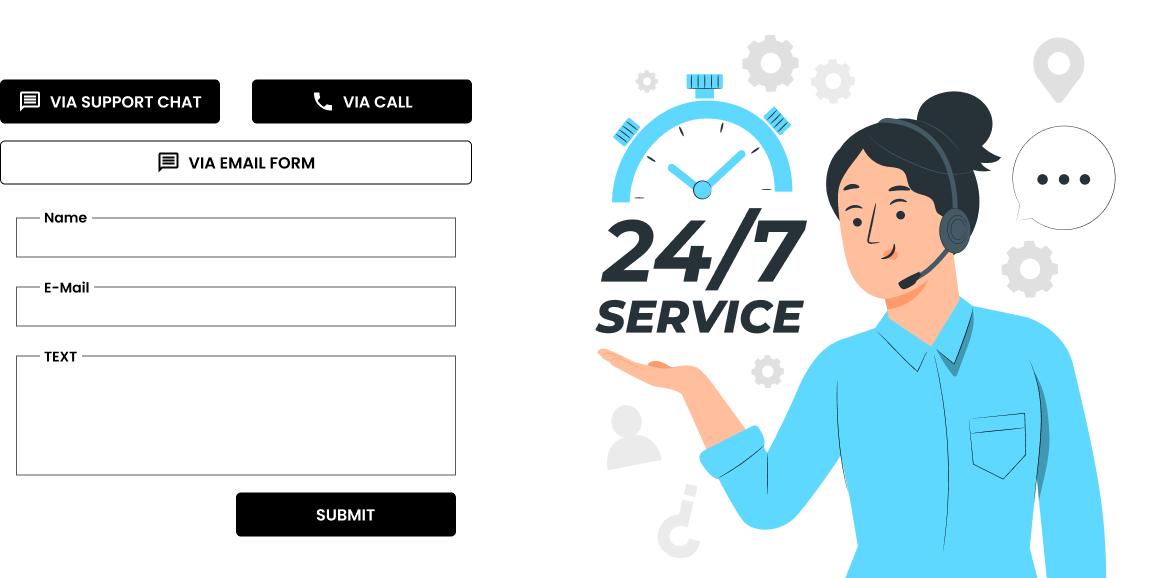 VIA SUPPORT CHAT
VIA CALL
VIA EMAIL FORM
Name
E-Mail
TEXT
SUBMIT
24/7
SERVICE